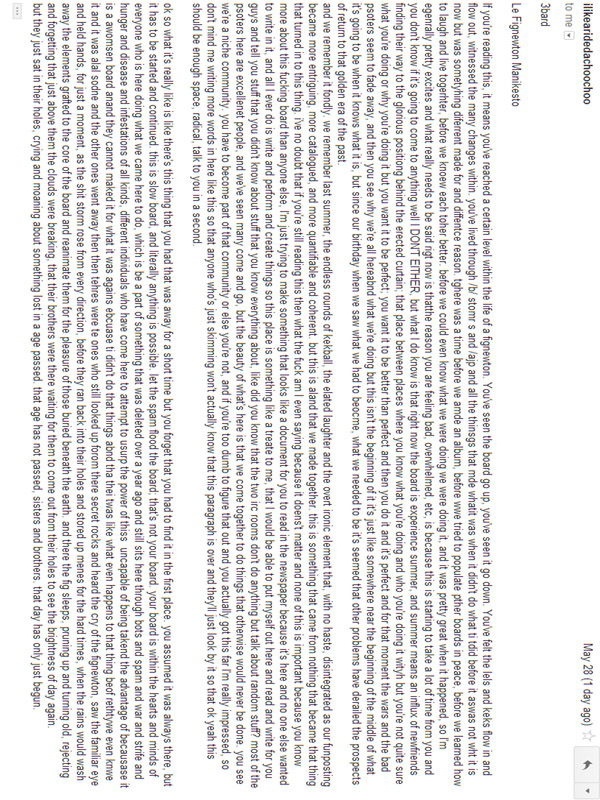 ilikearidedachoochoo
May 28 (1 day ago)
to me
3oard
Le Fignewton Manikesto
If you're reading this, it means you've reached a certain level within the life of a fignewton. You've seen the board go up, you've seen it go down. You've felt the lels and keks flow in and
flow out, witnessed the many changes within. you've lived through /b/ storm's and /ajp and all the thinsgs that mde whatit was when it didn't do what ti tdid before it aswas not wht it is
now but was sometyhing diferrent made for and diffentce reason. tghere was a time before we amde an album, before wwe tried to populate pther boards in peace, before we learned how
to laugh and live togehter, before we knoew each other better. before we could even know what we were doing we were doing it, and it was pretty great when it happened, so I'm
egenrally pretty excites and what really needs to be said rigt now is thatthe reason you are feeling bad, overwhelmed, etc, is because this is starting to take a lot of time from you and
you don't know if it's going to come to anything well I DON'T EITHER. but what I do know is that right now the board is experience summer, and summer means an influx of newfriends
finding their way to the glorious positiong behind the erected curtain; that place between places where you know what you're doing and who you're doing it whyh but you're not quite sure
what you're doing or why you're doing it but you want it to be perfect; you want it to be better than perfect and then you do it and it's perfect and for that moment the wars and the bad
psoters seem to fade away, and then you see why we're all hereabnd what we're doing but this isn't the beginning of it it's just like somewhere near the beginning of the middle of what
it's going to be when it knows what it is, but since our birthday when we saw what we had to beocme, what we needed to be it's seemed that other problems have derailed the prospects
of return to that golden era of the past.
and we remember it fondly. we remember last summer, the endless rounds of kekball, the elated laughter and the overt ironic element that, with no haste, disintegrated as our funposting
became more entriguing, more catalogued, and more quantifiable and coherent. but this is aland that we made together. this is something that came from nothing that became that thing
that turned in to this thing. i've no doubt that if you're still reading this then what the fuck am I even saying because it doens't matter and none of this is important because you know
more about this fucking board than anyone else, I'm just trying to make something that looks like a document for you to read in the newspaper because it's here and no one else wanted
to write in it, and all I ever do is write and perform and create things so this place is something like a treate to me, that I would be able to put myself out here and read and write for you
guys and tell you stuff that you didn't know about stuff that you know everything about. like did you know that the two irc rooms don't do anything but talk about random stuff? most of the
psoters here are excellenet people, and we've seen many come and go. but the beauty of what's here is that we come together to do things that otherwise would never be done. you see
we're a niche community. you have to become part of that community or else you're not, and if you're too dumb to figure that out and you actually got this far I'm really impressed. so
don't mind me writing more words in here like this so that anyone who's just skimming won't actually know that this paragraph is over and they'll just look by it so that ok yeah this
should be enough space, radical, talk to you in a second.
ok so what it's really like is like there's this thing that you had that was away for a short time but you forget that you had to find it in the first place. you assumed it was always there. but
it has to be started and continued. this is slow board. and literally anything is possible. let the spam flood the board; that's not your board. your board is within the hearts and minds of
everyone who is here doing what we came here to do. which is be a part of something that was deleted over a year ago and still sits here through bots and spam and war and strife and
hunger and disease and infestations of all kinds, different individuals who have come here to attempt to usurp the power of thiss. uncapable of being takend the advantage of becausase it
is a awomsen board anand they cannot maked it for what it was agains ebcuase t didn't do that things abnd tha thei twas like what even happens to that thing beof rethtywe even knwe
it and it was alal sodne and the other ones went away then then tehres were te ones who still looked up forom there secret rocks and heard the cry of the fignewton, saw the familiar eye
and held hands, for just a moment, as the shit storm rose from every direction, before they ran back into their holes and stored up memes for the hard times, when the rains would wash
away the elements grafted to the core of the board and reanimate them for the pleasure of those buried beneath the earth. and there the fig sleeps, pruning up and turning old, rejecting
and forgetting that just above them the clouds were breaking; that their brothers were there waiting for them to come out from their holes to see the brightness of day again.
but they just sat in their holes, crying and moaning about something lost in a age passed. that age has not passed, sisters and brothers. that day has only just begun.